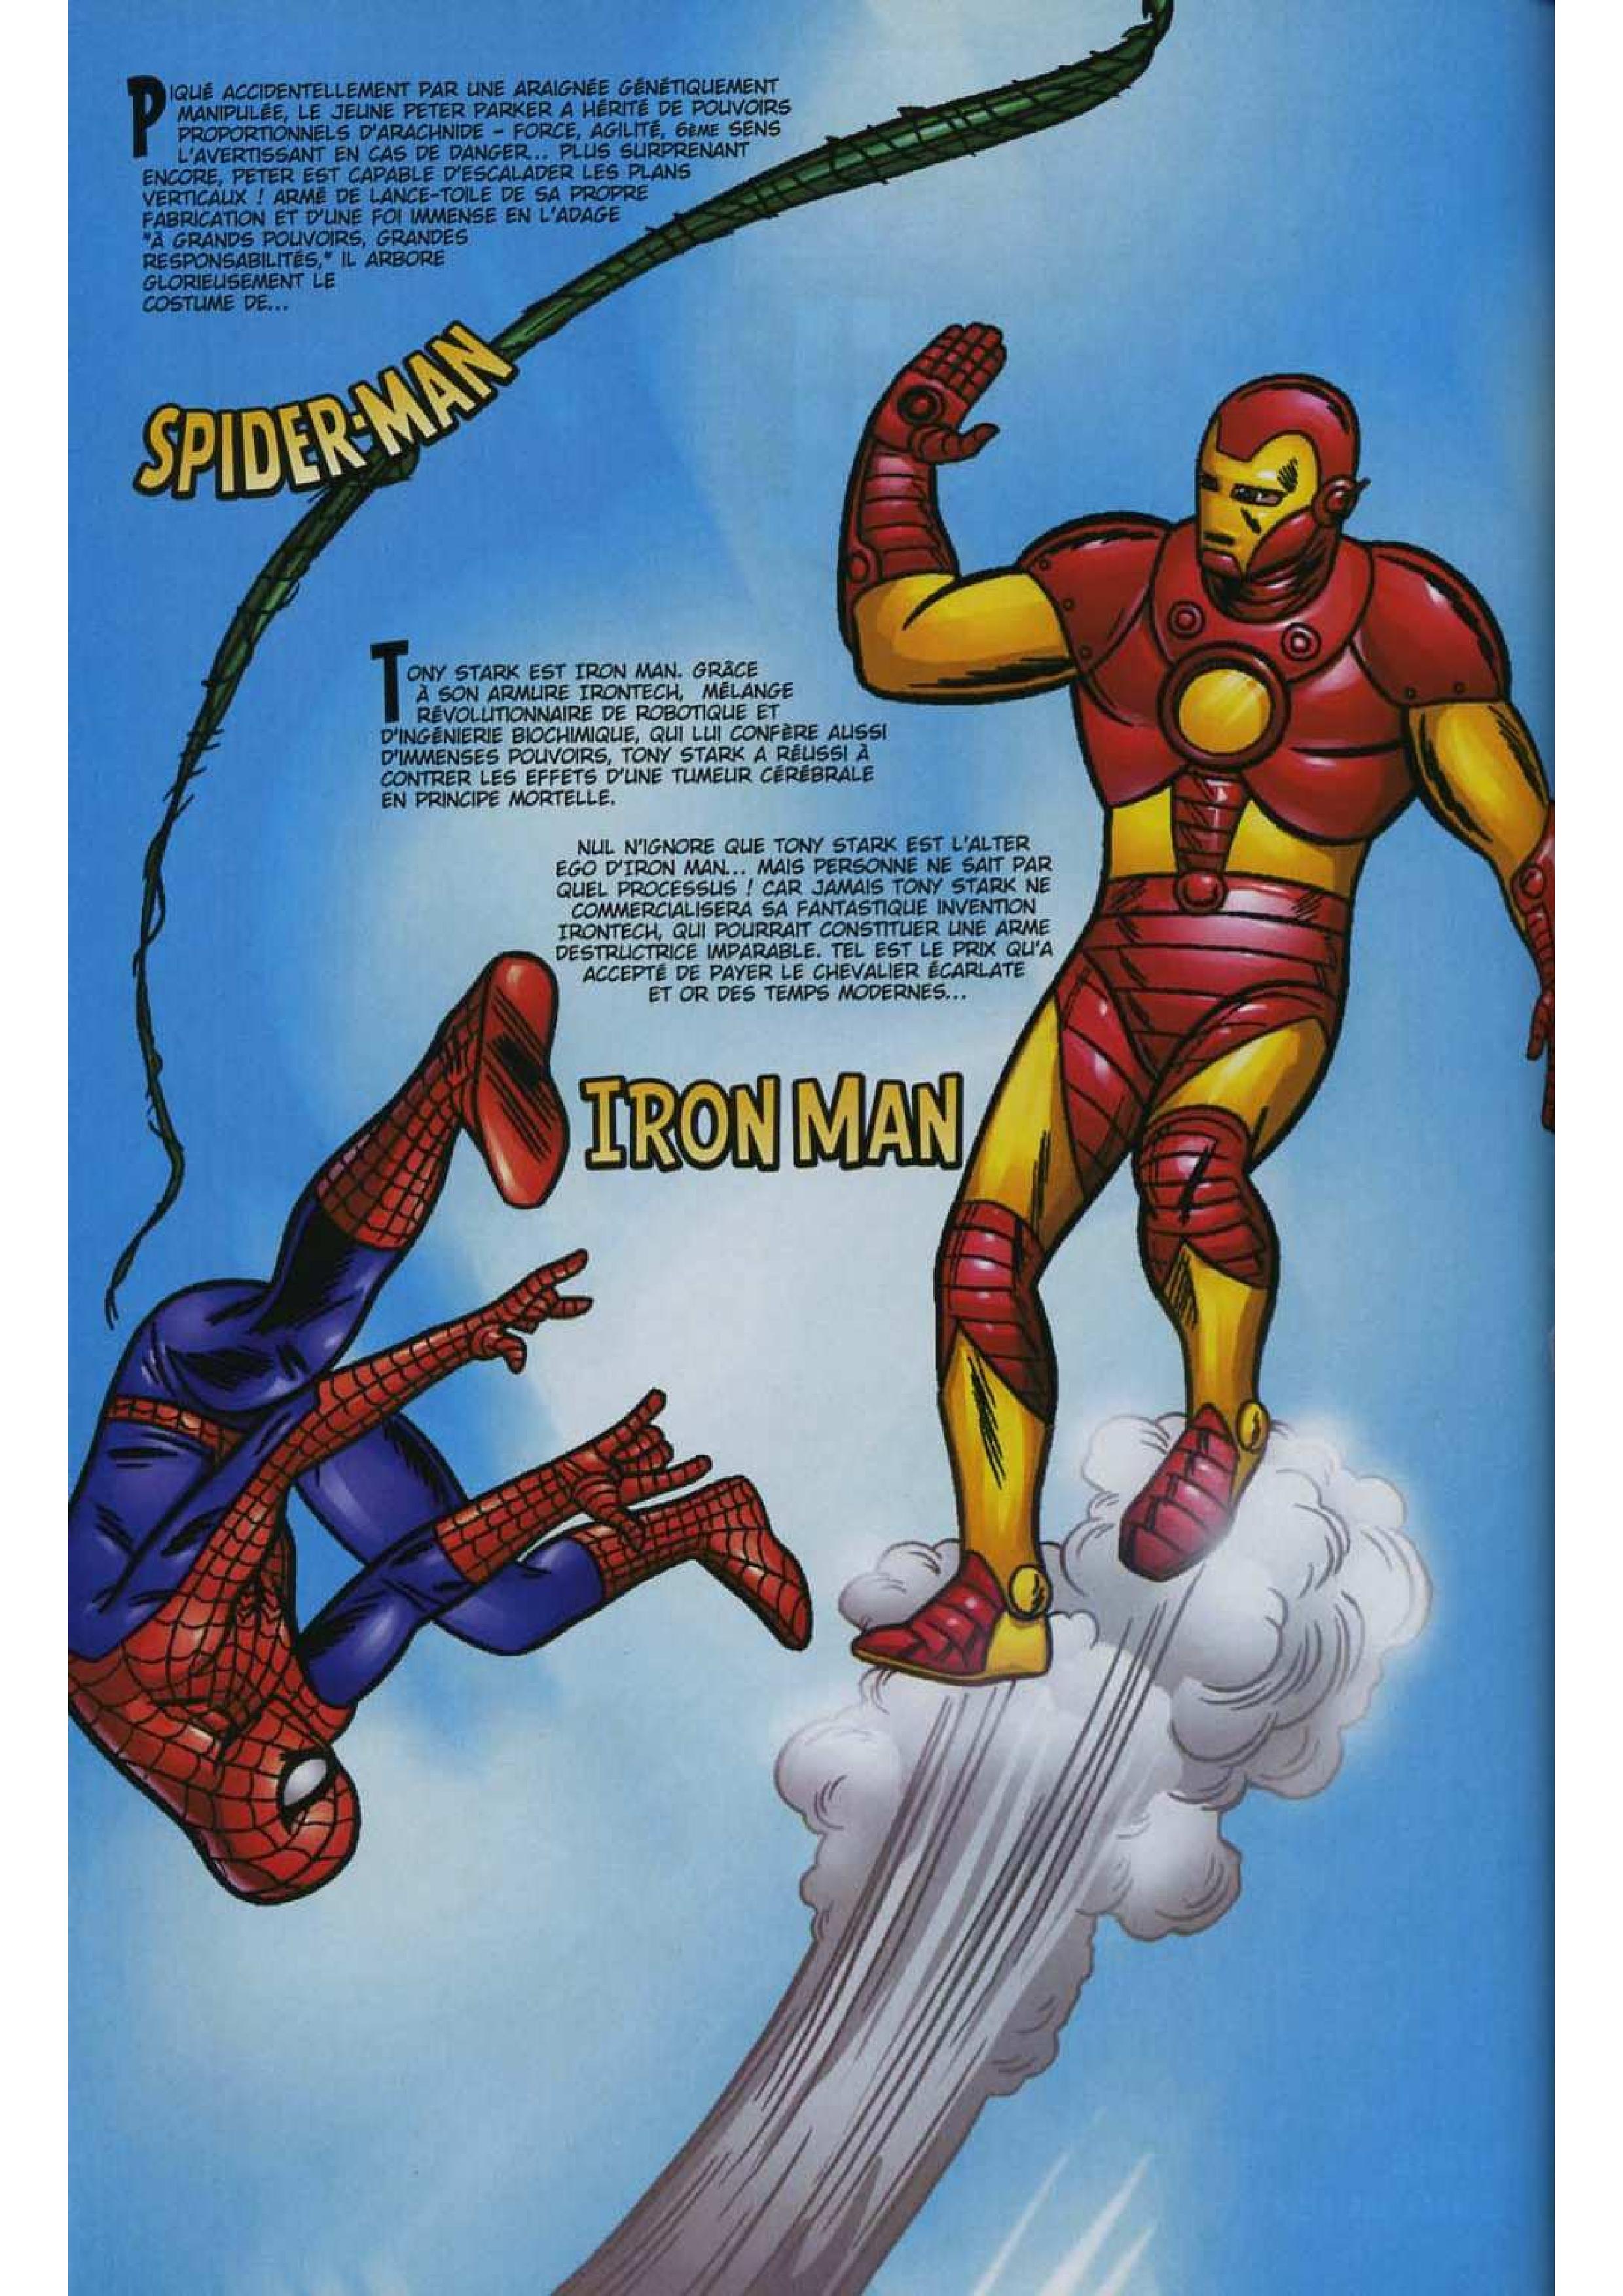 PIQUÉ ACCIDENTELLEMENT PAR UNE ARAIGNÉE GÉNÉTIQUEMENT
MANIPULÉE, LE JEUNE PETER PARKER A HÉRITÉ DE POUVOIRS
PROPORTIONNELS D'ARACHNIDE - FORCE, AGILITÉ, 6ÈME SENS
L'AVERTISSANT EN CAS DE DANGER... PLUS SURPRENANT
ENCORE, PETER EST CAPABLE D'ESCALADER LES PLANS
VERTICAUX ! ARMÉ DE LANCE-TOILE DE SA PROPRE
FABRICATION ET D'UNE FOI IMMENSE EN L'ADAGE
"À GRANDS POUVOIRS, GRANDES
RESPONSABILITÉS," IL ARBORE
GLORIEUSEMENT LE
COSTUME DE...
SPIDER-MAN
TONY STARK EST IRON MAN. GRÂCE
À SON ARMURE IRONTECH, MÉLANGE
RÉVOLUTIONNAIRE DE ROBOTIQUE ET
D'INGÉNIERIE BIOCHIMIQUE, QUI LUI CONFÈRE AUSSI
D'IMMENSES POUVOIRS, TONY STARK A RÉUSSI À
CONTRER LES EFFETS D'UNE TUMEUR CÉRÉBRALE
EN PRINCIPE MORTELLE.
NUL N'IGNORE QUE TONY STARK EST L'ALTER
EGO D'IRON MAN... MAIS PERSONNE NE SAIT PAR
QUEL PROCESSUS ! CAR JAMAIS TONY STARK NE
COMMERCIALISERA SA FANTASTIQUE INVENTION
IRONTECH, QUI POURRAIT CONSTITUER UNE ARME
DESTRUCTRICE IMPARABLE. TEL EST LE PRIX QU'A
ACCEPTÉ DE PAYER LE CHEVALIER ÉCARLATE
ET OR DES TEMPS MODERNES...
IRON MAN